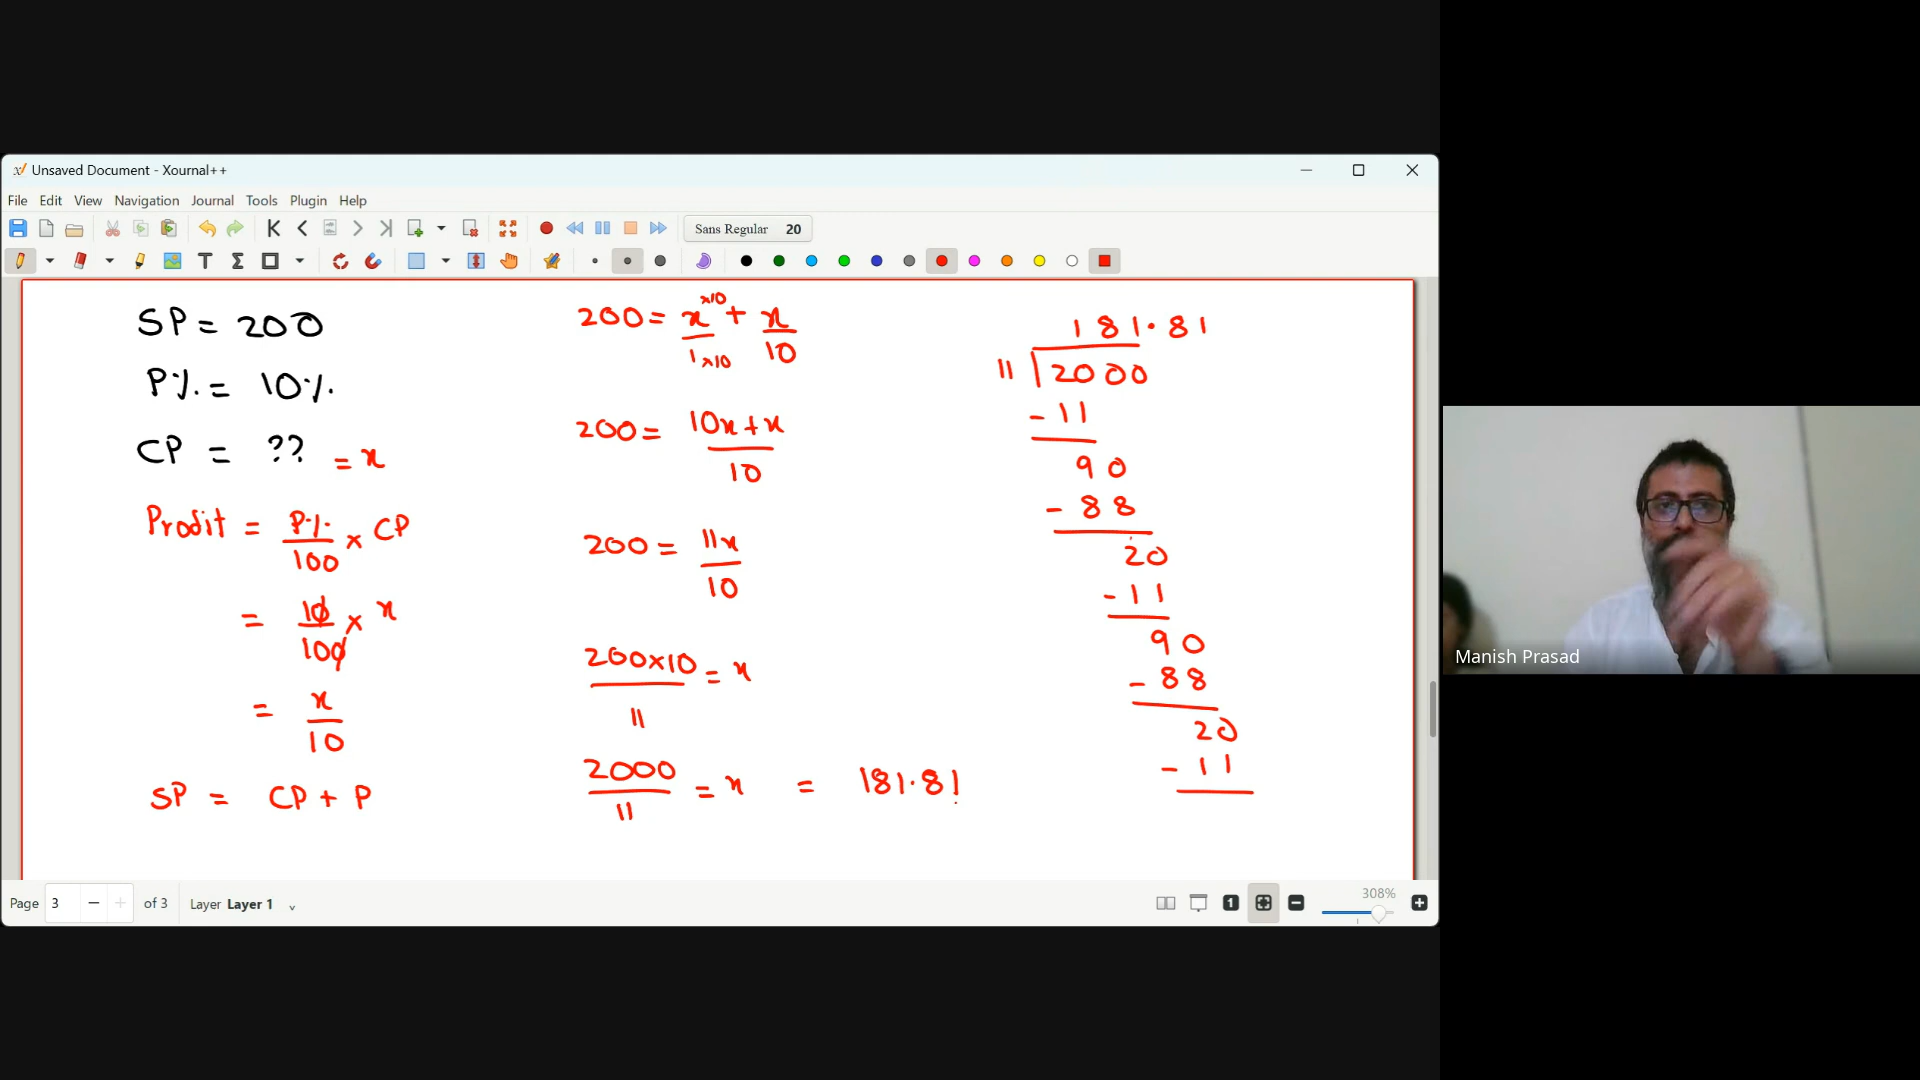 Unsaved Document - Xournal++
File Edit View Navigation Journal Tools Plugin Help
Sans Regular 20
SP = 200
P%. = 10%.
CP = ?? = x
Prodit = P%. / 100 × CP
= 10 / 100 × x
= x / 10
SP = CP + P
200 = x ×10 / 1 ×10 + x / 10
200 = 10x + x / 10
200 = 11x / 10
200×10 / 11 = x
2000 / 11 = x = 181.81
181.81
11 2000
- 11
90
- 88
20
- 11
90
- 88
20
- 11
Manish Prasad
Page 3 of 3 Layer Layer 1 1 308%